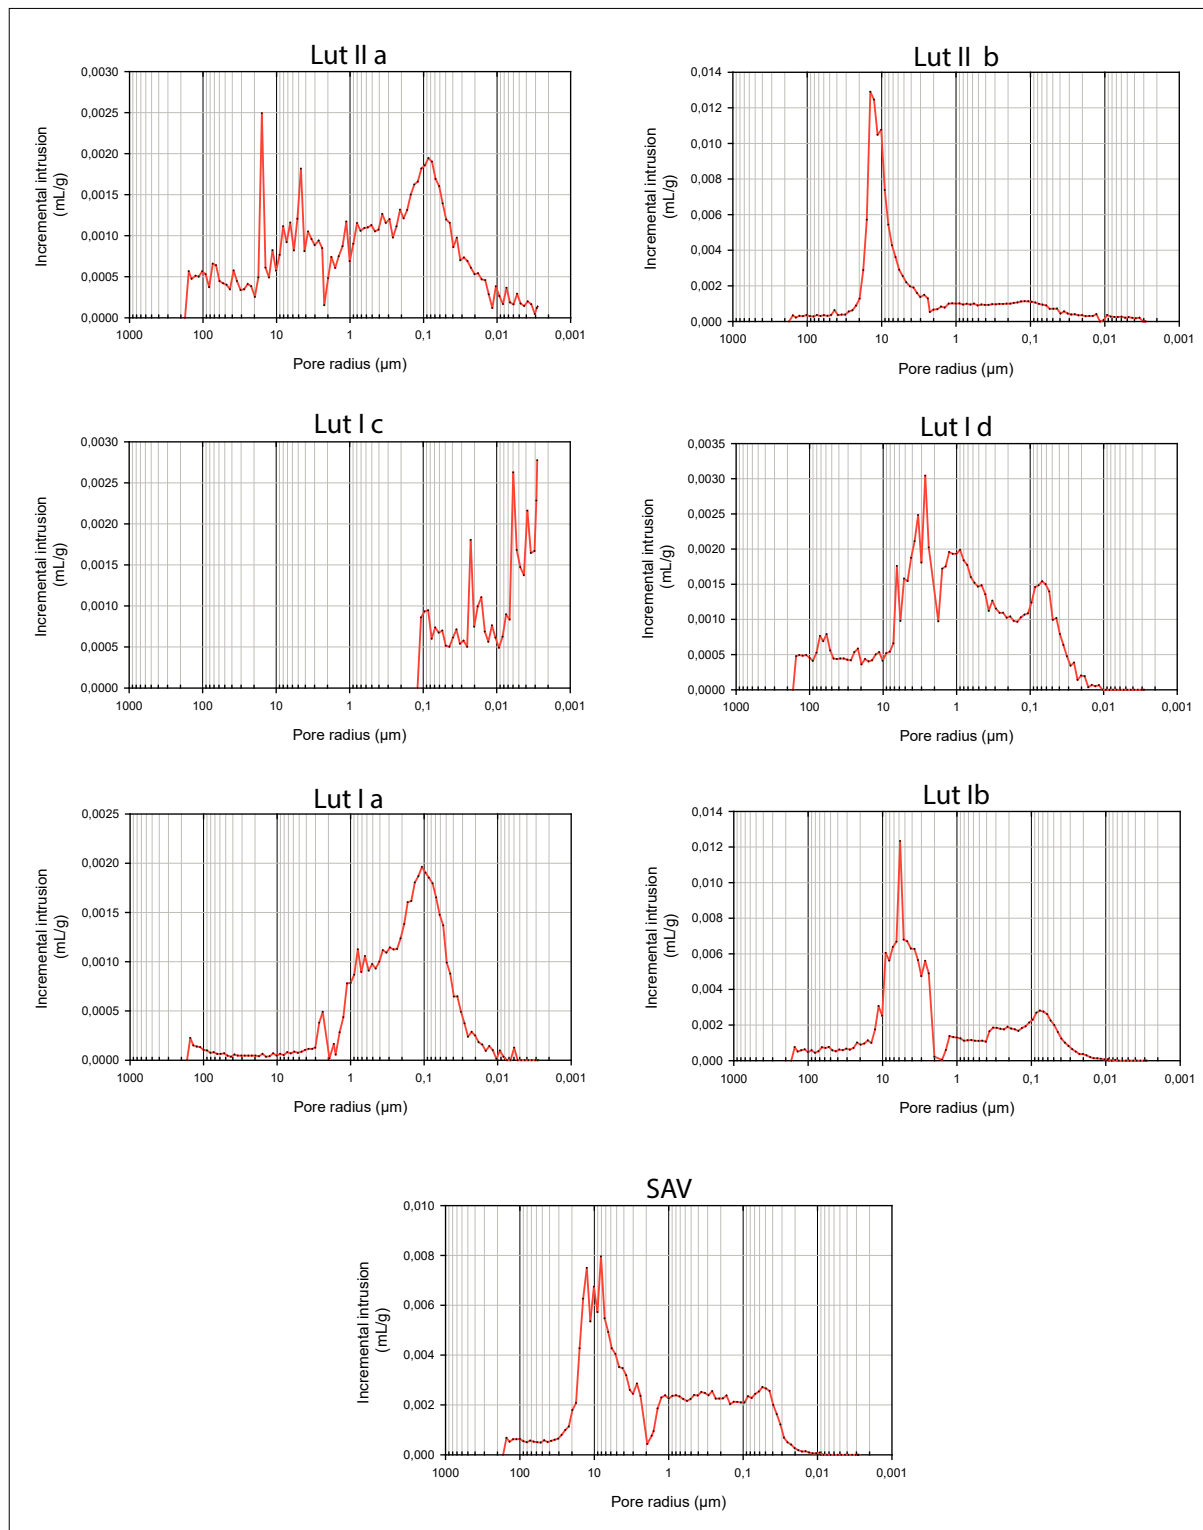 Lut II a
0,0030
0,0025
0,0020
0,0015
0,0010
0,0005
0,0000
Incremental intrusion
(mL/g)
1000 100 10 1 0,1 0,01 0,001
Pore radius (µm)
Lut II b
0,014
0,012
0,010
0,008
0,006
0,004
0,002
0,000
Incremental intrusion
(mL/g)
1000 100 10 1 0,1 0,01 0,001
Pore radius (µm)
Lut I c
0,0030
0,0025
0,0020
0,0015
0,0010
0,0005
0,0000
Incremental intrusion
(mL/g)
1000 100 10 1 0,1 0,01 0,001
Pore radius (µm)
Lut I d
0,0035
0,0030
0,0025
0,0020
0,0015
0,0010
0,0005
0,0000
Incremental intrusion
(mL/g)
1000 100 10 1 0,1 0,01 0,001
Pore radius (µm)
Lut I a
0,0025
0,0020
0,0015
0,0010
0,0005
0,0000
Incremental intrusion
(mL/g)
1000 100 10 1 0,1 0,01 0,001
Pore radius (µm)
Lut Ib
0,014
0,012
0,010
0,008
0,006
0,004
0,002
0,000
Incremental intrusion
(mL/g)
1000 100 10 1 0,1 0,01 0,001
Pore radius (µm)
SAV
0,010
0,008
0,006
0,004
0,002
0,000
Incremental intrusion
(mL/g)
1000 100 10 1 0,1 0,01 0,001
Pore radius (µm)